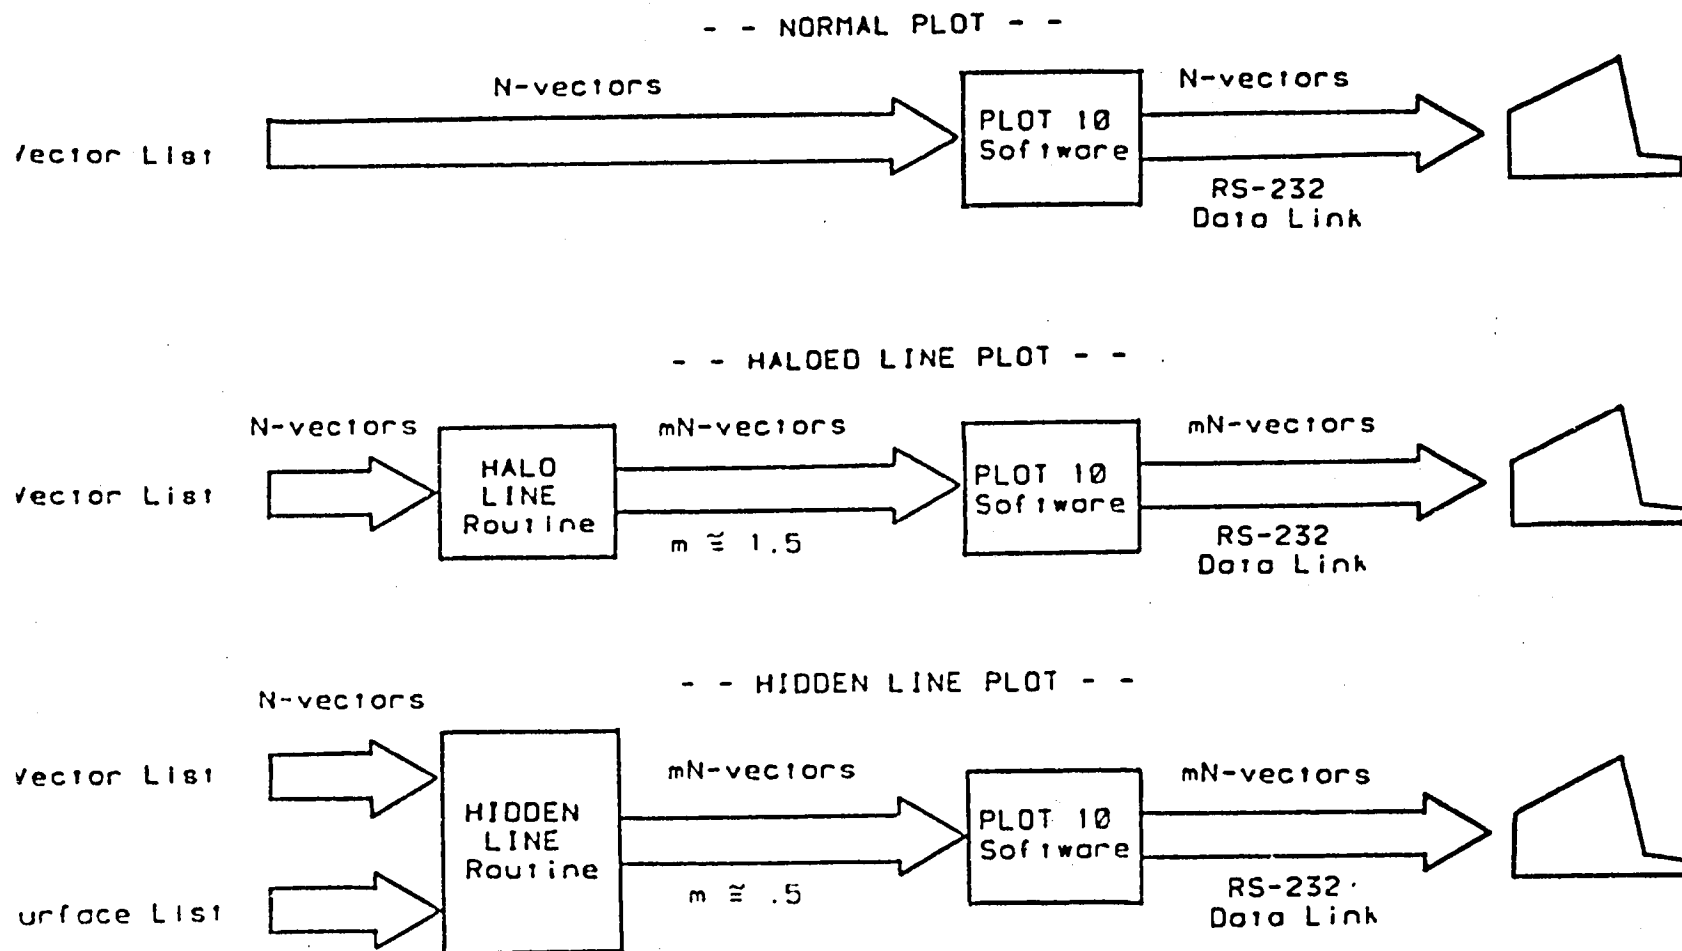 - - NORMAL PLOT - -
N-vectors
N-vectors
Vector List
PLOT 10
Software
RS-232
Data Link
- - HALOED LINE PLOT - -
N-vectors
mN-vectors
mN-vectors
Vector List
HALO
LINE
Routine
PLOT 10
Software
m ≅ 1.5
RS-232
Data Link
- - HIDDEN LINE PLOT - -
N-vectors
mN-vectors
mN-vectors
Vector List
HIDDEN
LINE
Routine
PLOT 10
Software
m ≅ .5
RS-232
Data Link
urface List